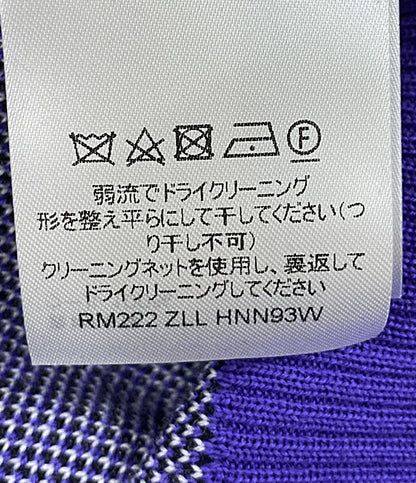 F
弱流でドライクリーニング
形を整え平らにして干してください(つ
り干し不可)
クリーニングネットを使用し、裏返して
ドライクリーニングしてください
RM222 ZLL HNN93W